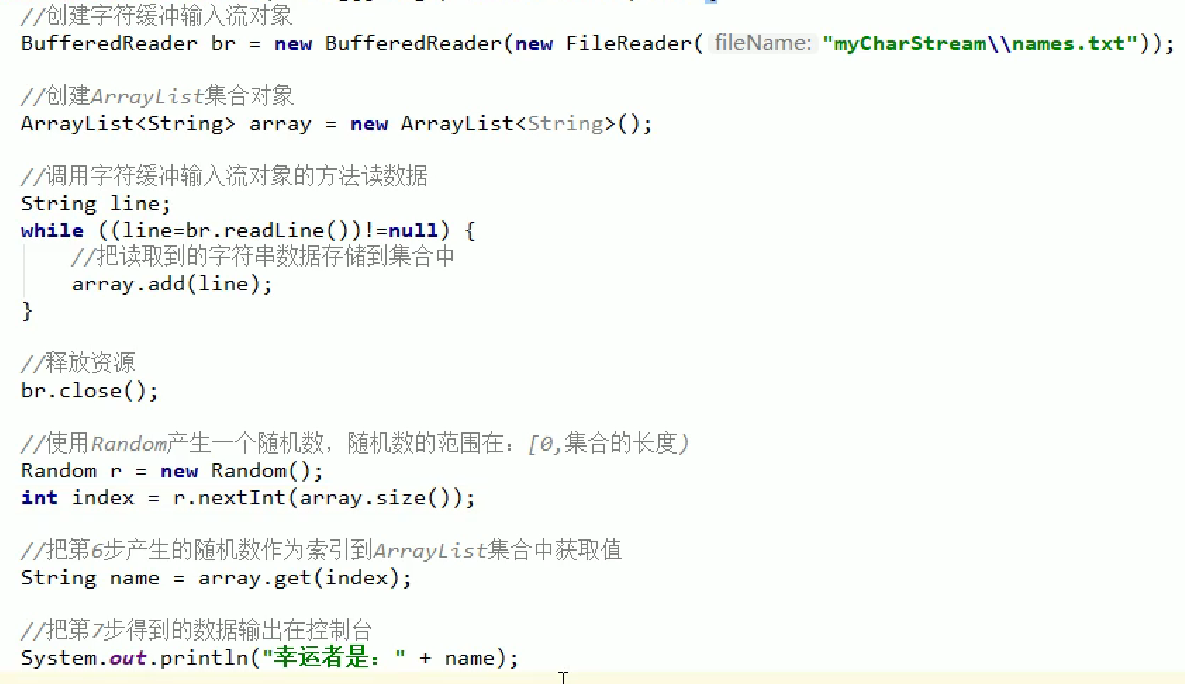 //创建字符缓冲输入流对象
BufferedReader br = new BufferedReader(new FileReader( fileName: "myCharStream\\names.txt"));
//创建ArrayList集合对象
ArrayList<String> array = new ArrayList<String>();
//调用字符缓冲输入流对象的方法读数据
String line;
while ((line=br.readLine())!=null) {
//把读取到的字符串数据存储到集合中
array.add(line);
}
//释放资源
br.close();
//使用Random产生一个随机数，随机数的范围在：[0,集合的长度)
Random r = new Random();
int index = r.nextInt(array.size());
//把第6步产生的随机数作为索引到ArrayList集合中获取值
String name = array.get(index);
//把第7步得到的数据输出在控制台
System.out.println("幸运者是：" + name);